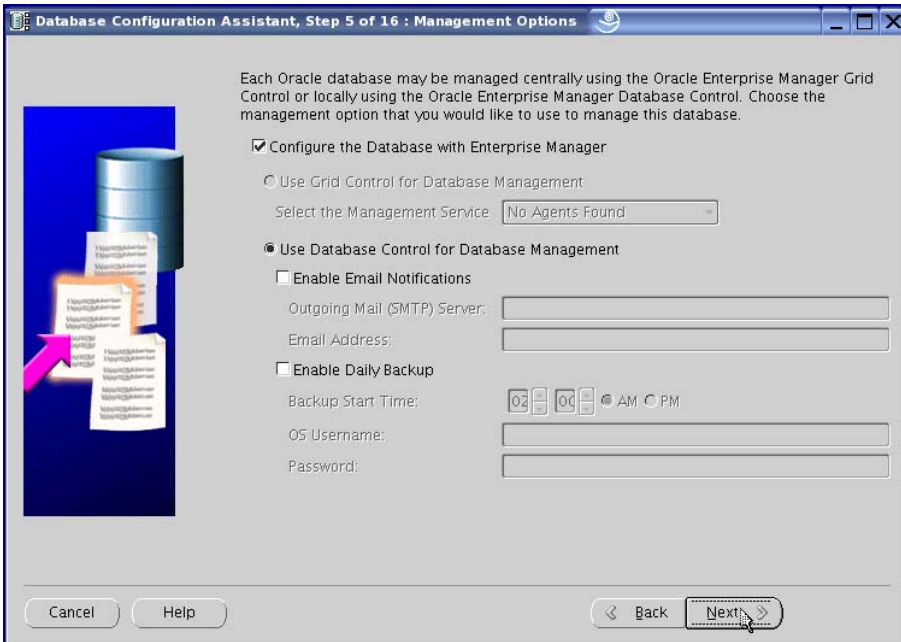 Database Configuration Assistant, Step 5 of 16 : Management Options
Each Oracle database may be managed centrally using the Oracle Enterprise Manager Grid
Control or locally using the Oracle Enterprise Manager Database Control. Choose the
management option that you would like to use to manage this database.
Configure the Database with Enterprise Manager
Use Grid Control for Database Management
Select the Management Service No Agents Found
Use Database Control for Database Management
Enable Email Notifications
Outgoing Mail (SMTP) Server:
Email Address:
Enable Daily Backup
Backup Start Time: AM PM
OS Username:
Password:
Cancel Help Back Next